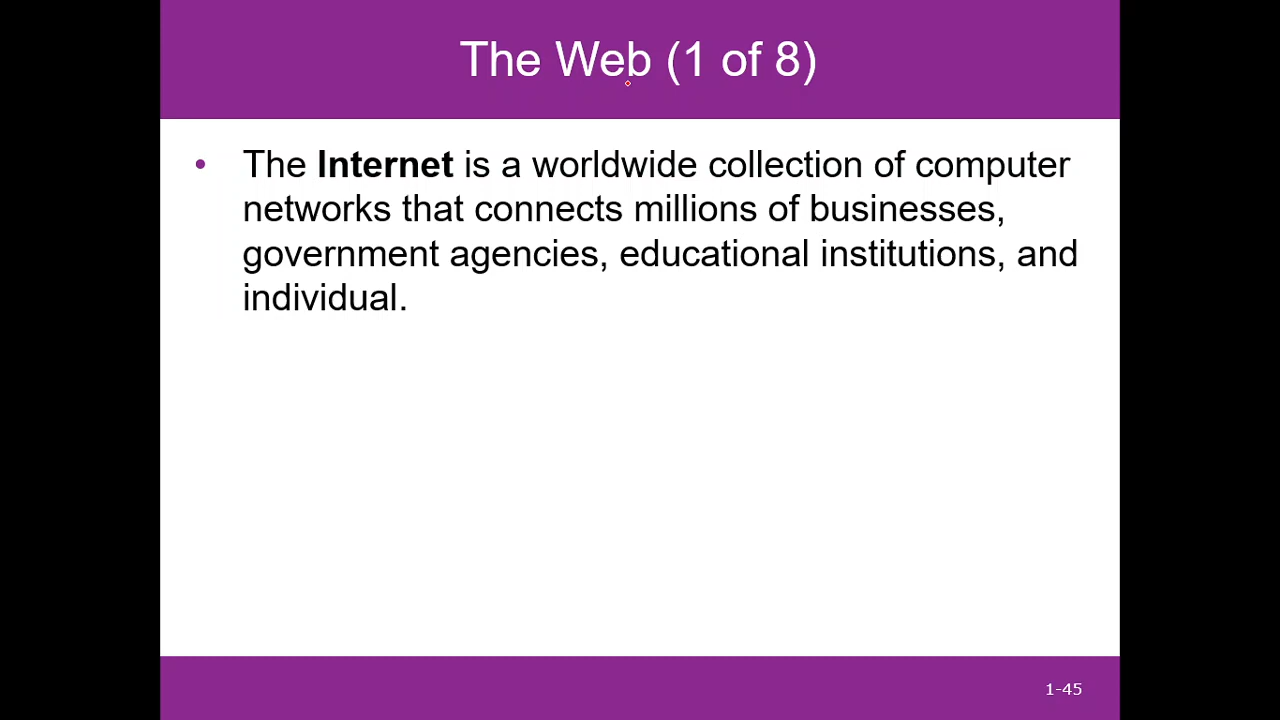 The Web (1 of 8)
• The Internet is a worldwide collection of computer
networks that connects millions of businesses,
government agencies, educational institutions, and
individual.
1-45